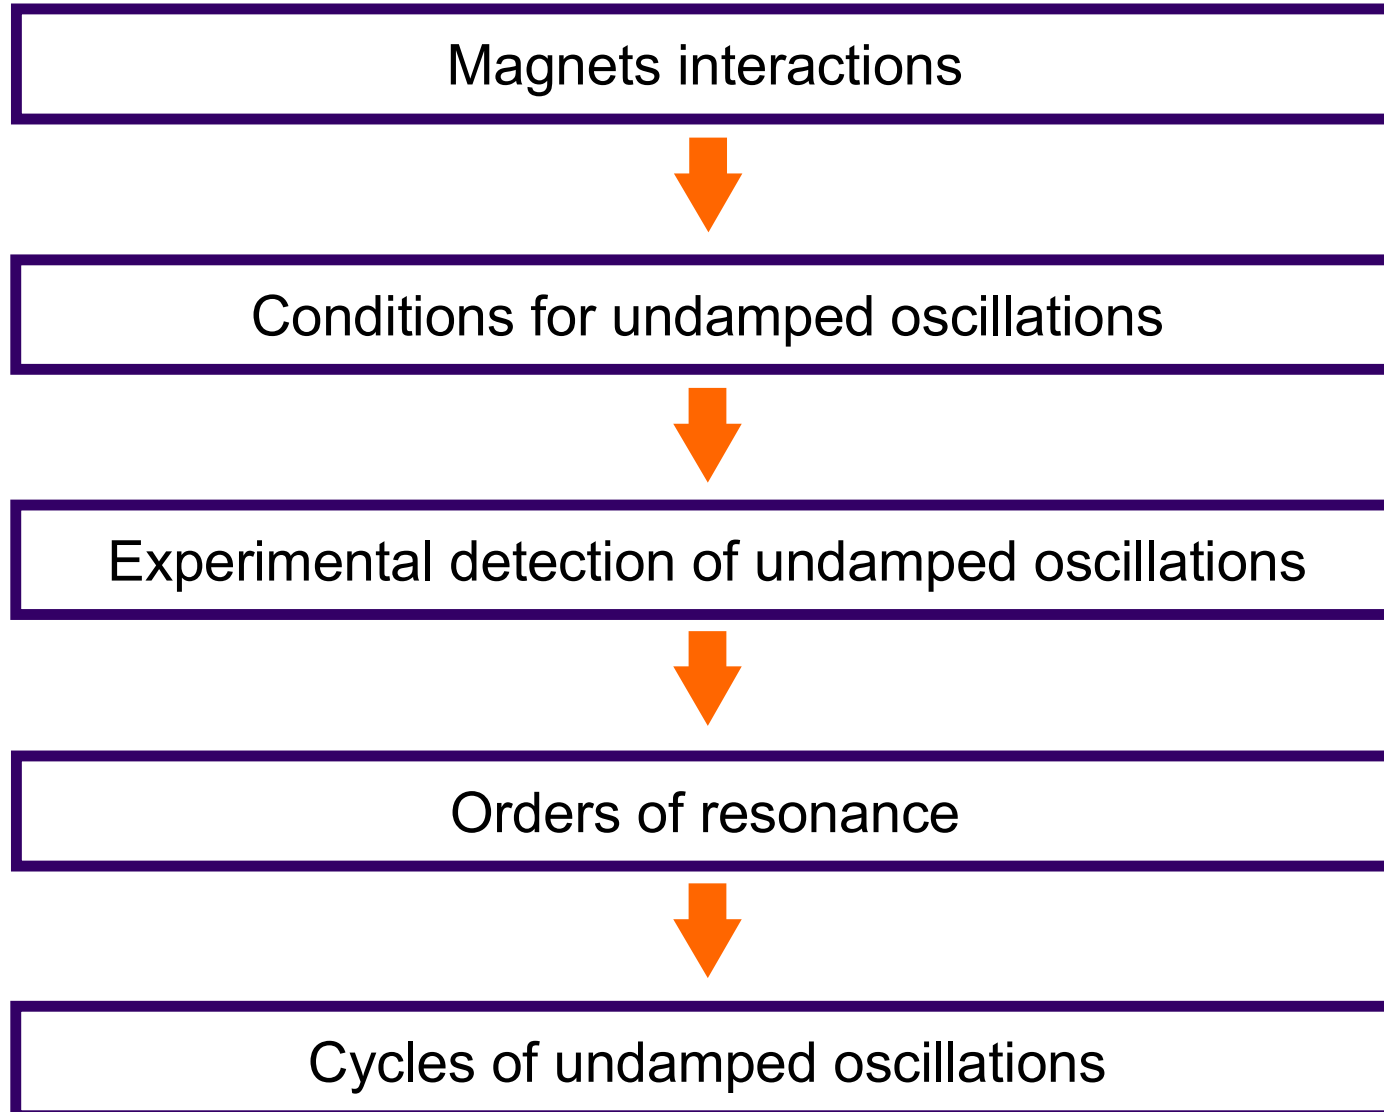 Magnets interactions
Conditions for undamped oscillations
Experimental detection of undamped oscillations
Orders of resonance
Cycles of undamped oscillations